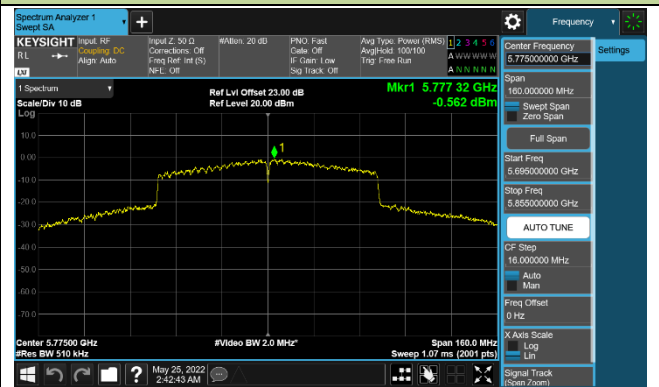 Spectrum Analyzer 1
Swept SA
+
Frequency
KEYSIGHT
RL
LXI
Input: RF
Coupling: DC
Align: Auto
Input Z: 50 Ω
Corrections: Off
Freq Ref: Int (S)
NFE: Off
#Atten: 20 dB
PNO: Fast
Gate: Off
IF Gain: Low
Sig Track: Off
Avg Type: Power (RMS)
Avg|Hold: 100/100
Trig: Free Run
1 2 3 4 5 6
A W W W W W
A N N N N N
Center Frequency
5.775000000 GHz
Settings
Span
160.000000 MHz
Swept Span
Zero Span
Full Span
Start Freq
5.695000000 GHz
Stop Freq
5.855000000 GHz
AUTO TUNE
CF Step
16.000000 MHz
Auto
Man
Freq Offset
0 Hz
X Axis Scale
Log
Lin
Signal Track
(Span Zoom)
1 Spectrum
Scale/Div 10 dB
Log
Ref Lvl Offset 23.00 dB
Ref Level 20.00 dBm
Mkr1 5.777 32 GHz
-0.562 dBm
10.0
0.00
-10.0
-20.0
-30.0
-40.0
-50.0
-60.0
-70.0
1
Center 5.77500 GHz
#Res BW 510 kHz
#Video BW 2.0 MHz*
Span 160.0 MHz
Sweep 1.07 ms (2001 pts)
?
May 25, 2022
2:42:43 AM